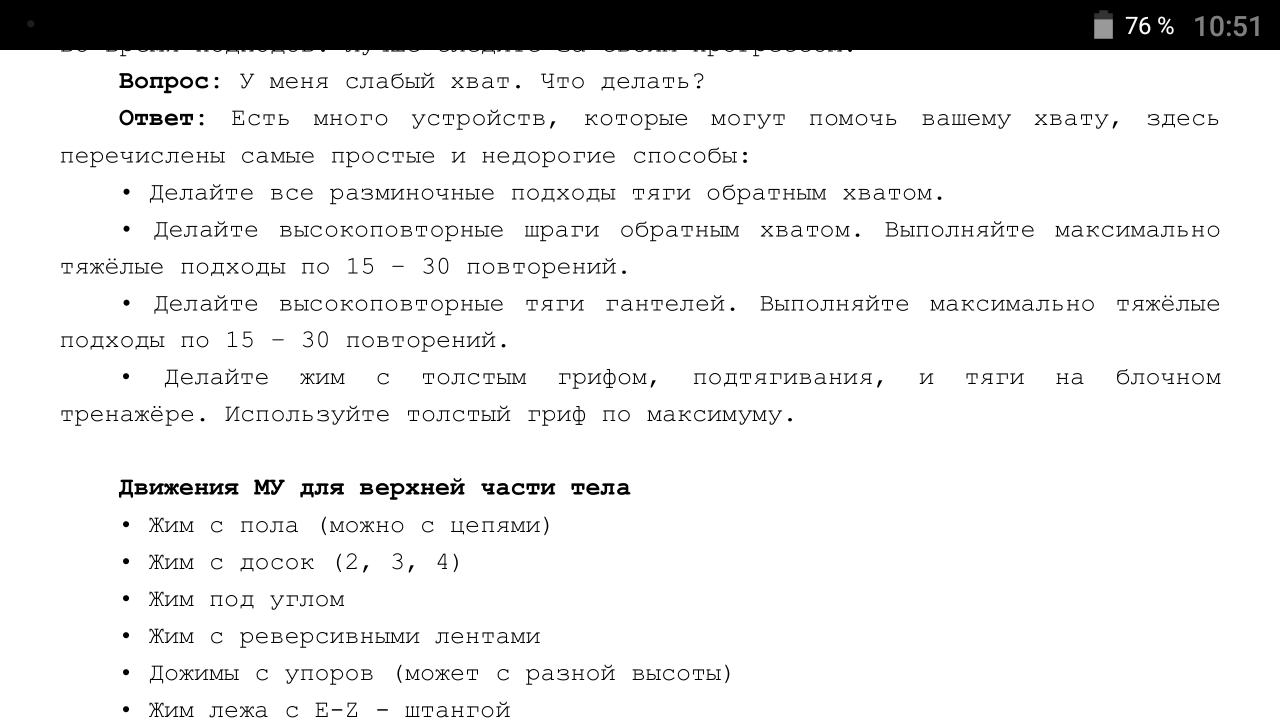 76 % 10:51
Вопрос: У меня слабый хват. Что делать?
Ответ: Есть много устройств, которые могут помочь вашему хвату, здесь
перечислены самые простые и недорогие способы:
• Делайте все разминочные подходы тяги обратным хватом.
• Делайте высокоповторные шраги обратным хватом. Выполняйте максимально
тяжёлые подходы по 15 – 30 повторений.
• Делайте высокоповторные тяги гантелей. Выполняйте максимально тяжёлые
подходы по 15 – 30 повторений.
• Делайте жим с толстым грифом, подтягивания, и тяги на блочном
тренажёре. Используйте толстый гриф по максимуму.
Движения МУ для верхней части тела
• Жим с пола (можно с цепями)
• Жим с досок (2, 3, 4)
• Жим под углом
• Жим с реверсивными лентами
• Дожимы с упоров (может с разной высоты)
• Жим лежа с E-Z – штангой